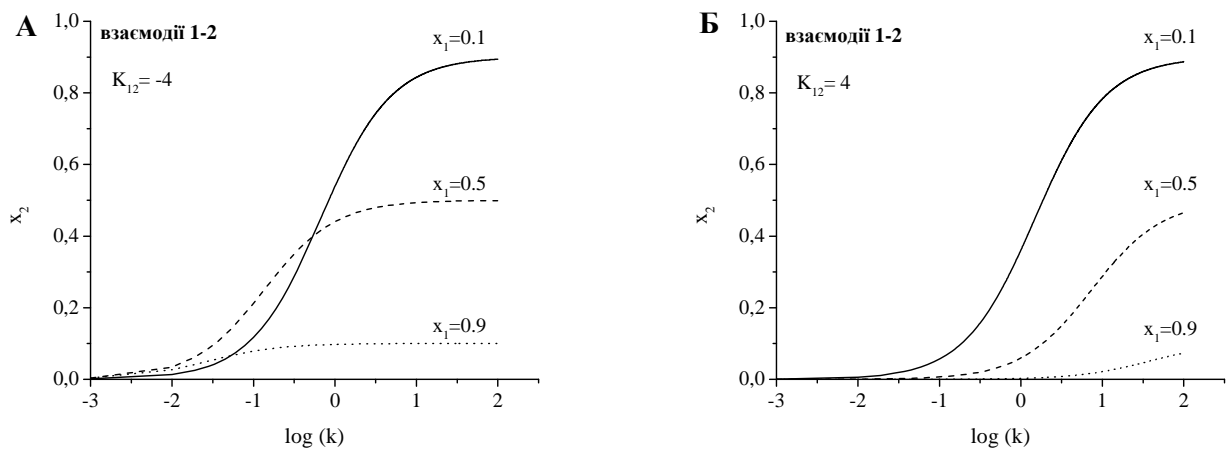 А
взаємодії 1-2
K12= -4
x1=0.1
x1=0.5
x1=0.9
1,0
0,8
0,6
0,4
0,2
0,0
x2
-3 -2 -1 0 1 2
log (k)
Б
взаємодії 1-2
K12= 4
x1=0.1
x1=0.5
x1=0.9
1,0
0,8
0,6
0,4
0,2
0,0
x2
-3 -2 -1 0 1 2
log (k)